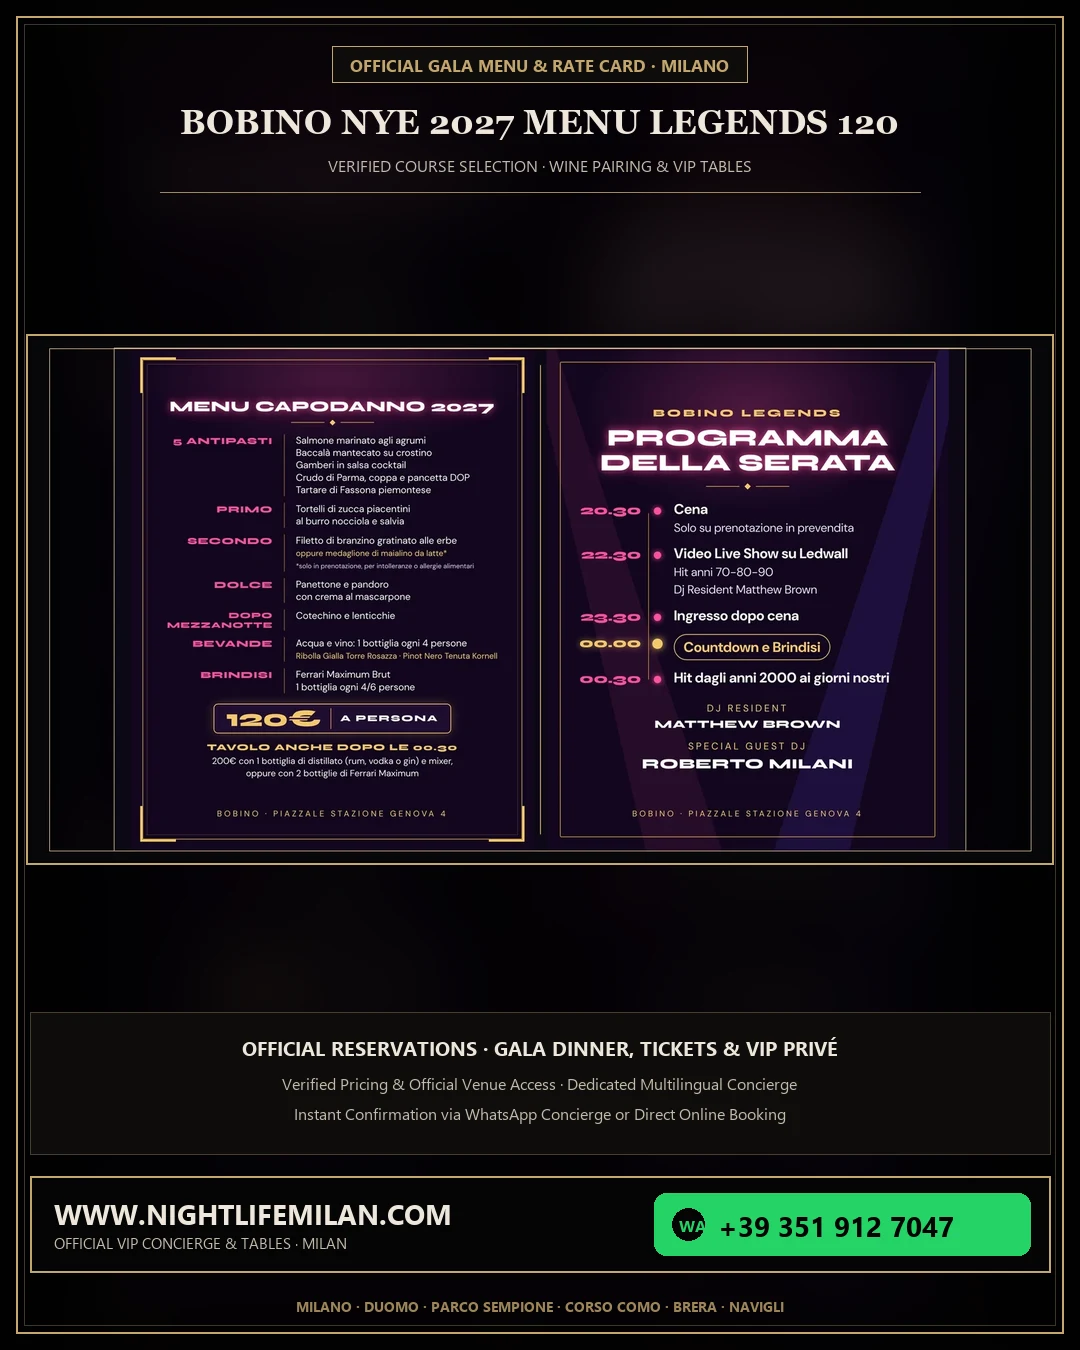 OFFICIAL GALA MENU & RATE CARD · MILANO
BOBINO NYE 2027 MENU LEGENDS 120
VERIFIED COURSE SELECTION · WINE PAIRING & VIP TABLES
MENU CAPODANNO 2027
5 ANTIPASTI
Salmone marinato agli agrumi
Baccalà mantecato su crostino
Gamberi in salsa cocktail
Crudo di Parma, coppa e pancetta DOP
Tartare di Fassona piemontese
PRIMO
Tortelli di zucca piacentini
al burro nocciola e salvia
SECONDO
Filetto di branzino gratinato alle erbe
oppure medaglione di maialino da latte*
*solo in prenotazione, per intolleranze o allergie alimentari
DOLCE
Panettone e pandoro
con crema al mascarpone
DOPO
MEZZANOTTE
Cotechino e lenticchie
BEVANDE
Acqua e vino: 1 bottiglia ogni 4 persone
Ribolla Gialla Torre Rosazza · Pinot Nero Tenuta Kornell
BRINDISI
Ferrari Maximum Brut
1 bottiglia ogni 4/6 persone
120€ A PERSONA
TAVOLO ANCHE DOPO LE 00.30
200€ con 1 bottiglia di distillato (rum, vodka o gin) e mixer,
oppure con 2 bottiglie di Ferrari Maximum
BOBINO · PIAZZALE STAZIONE GENOVA 4
BOBINO LEGENDS
PROGRAMMA
DELLA SERATA
20.30 Cena
Solo su prenotazione in prevendita
22.30 Video Live Show su Ledwall
Hit anni 70-80-90
Dj Resident Matthew Brown
23.30 Ingresso dopo cena
00.00 Countdown e Brindisi
00.30 Hit dagli anni 2000 ai giorni nostri
DJ RESIDENT
MATTHEW BROWN
SPECIAL GUEST DJ
ROBERTO MILANI
BOBINO · PIAZZALE STAZIONE GENOVA 4
OFFICIAL RESERVATIONS · GALA DINNER, TICKETS & VIP PRIVÉ
Verified Pricing & Official Venue Access · Dedicated Multilingual Concierge
Instant Confirmation via WhatsApp Concierge or Direct Online Booking
WWW.NIGHTLIFEMILAN.COM
OFFICIAL VIP CONCIERGE & TABLES · MILAN
WA +39 351 912 7047
MILANO · DUOMO · PARCO SEMPIONE · CORSO COMO · BRERA · NAVIGLI